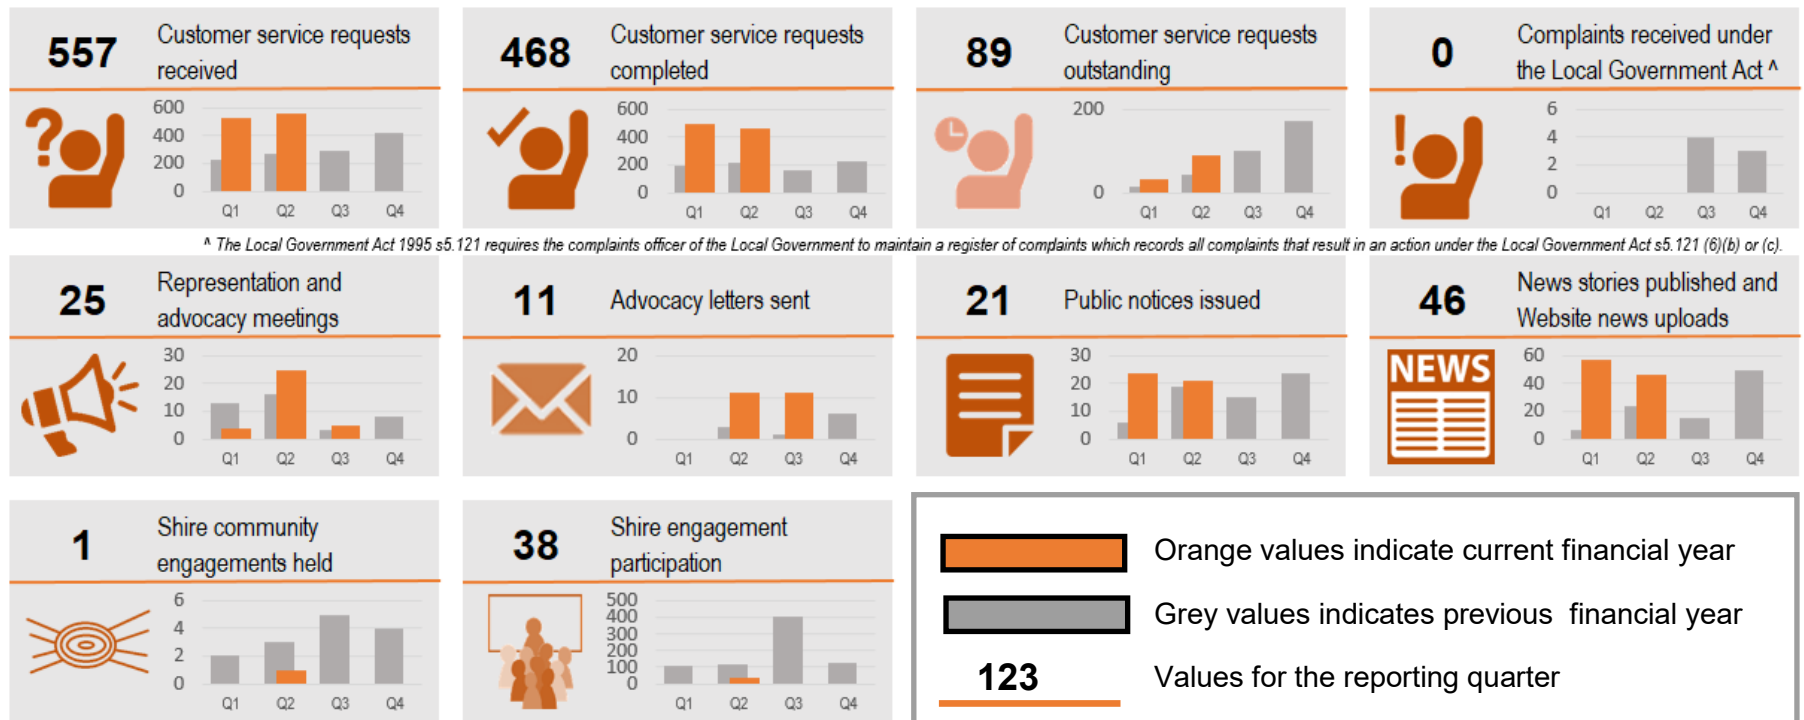 557
Customer service requests
received
600
400
200
0
Q1 Q2 Q3 Q4
468
Customer service requests
completed
600
400
200
0
Q1 Q2 Q3 Q4
89
Customer service requests
outstanding
200
0
Q1 Q2 Q3 Q4
0
Complaints received under
the Local Government Act ^
6
4
2
0
Q1 Q2 Q3 Q4
^ The Local Government Act 1995 s5.121 requires the complaints officer of the Local Government to maintain a register of complaints which records all complaints that result in an action under the Local Government Act s5.121 (6)(b) or (c).
25
Representation and
advocacy meetings
30
20
10
0
Q1 Q2 Q3 Q4
11
Advocacy letters sent
20
10
0
Q1 Q2 Q3 Q4
21
Public notices issued
30
20
10
0
Q1 Q2 Q3 Q4
46
News stories published and
Website news uploads
NEWS
60
40
20
0
Q1 Q2 Q3 Q4
1
Shire community
engagements held
6
4
2
0
Q1 Q2 Q3 Q4
38
Shire engagement
participation
500
400
300
200
100
0
Q1 Q2 Q3 Q4
Orange values indicate current financial year
Grey values indicates previous financial year
123 Values for the reporting quarter